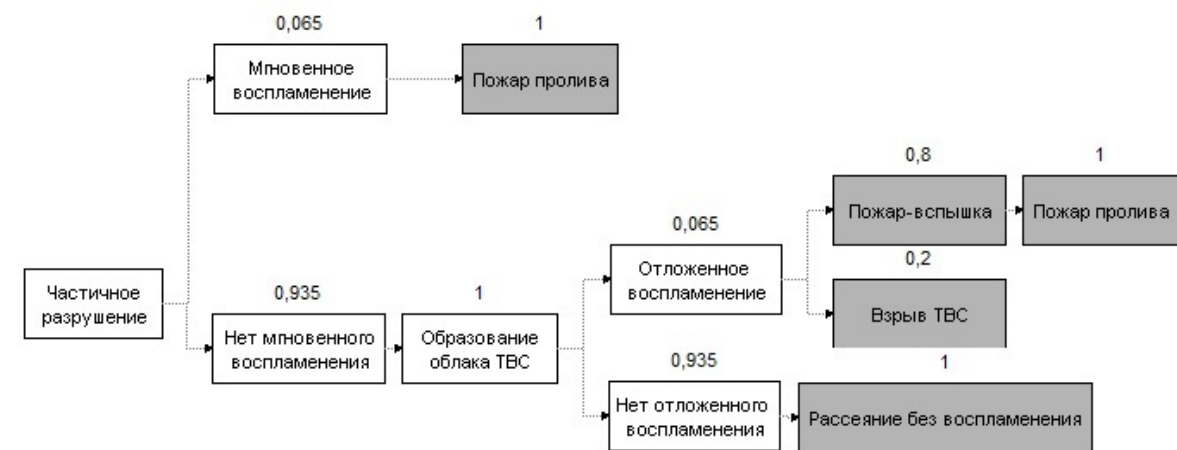 0,065
1
Мгновенное
воспламенение
Пожар пролива
0,8
1
Пожар-вспышка
Пожар пролива
0,065
Отложенное
воспламенение
0,2
Взрыв ТВС
Частичное
разрушение
0,935
1
Нет мгновенного
воспламенения
Образование
облака ТВС
0,935
1
Нет отложенного
воспламенения
Рассеяние без воспламенения